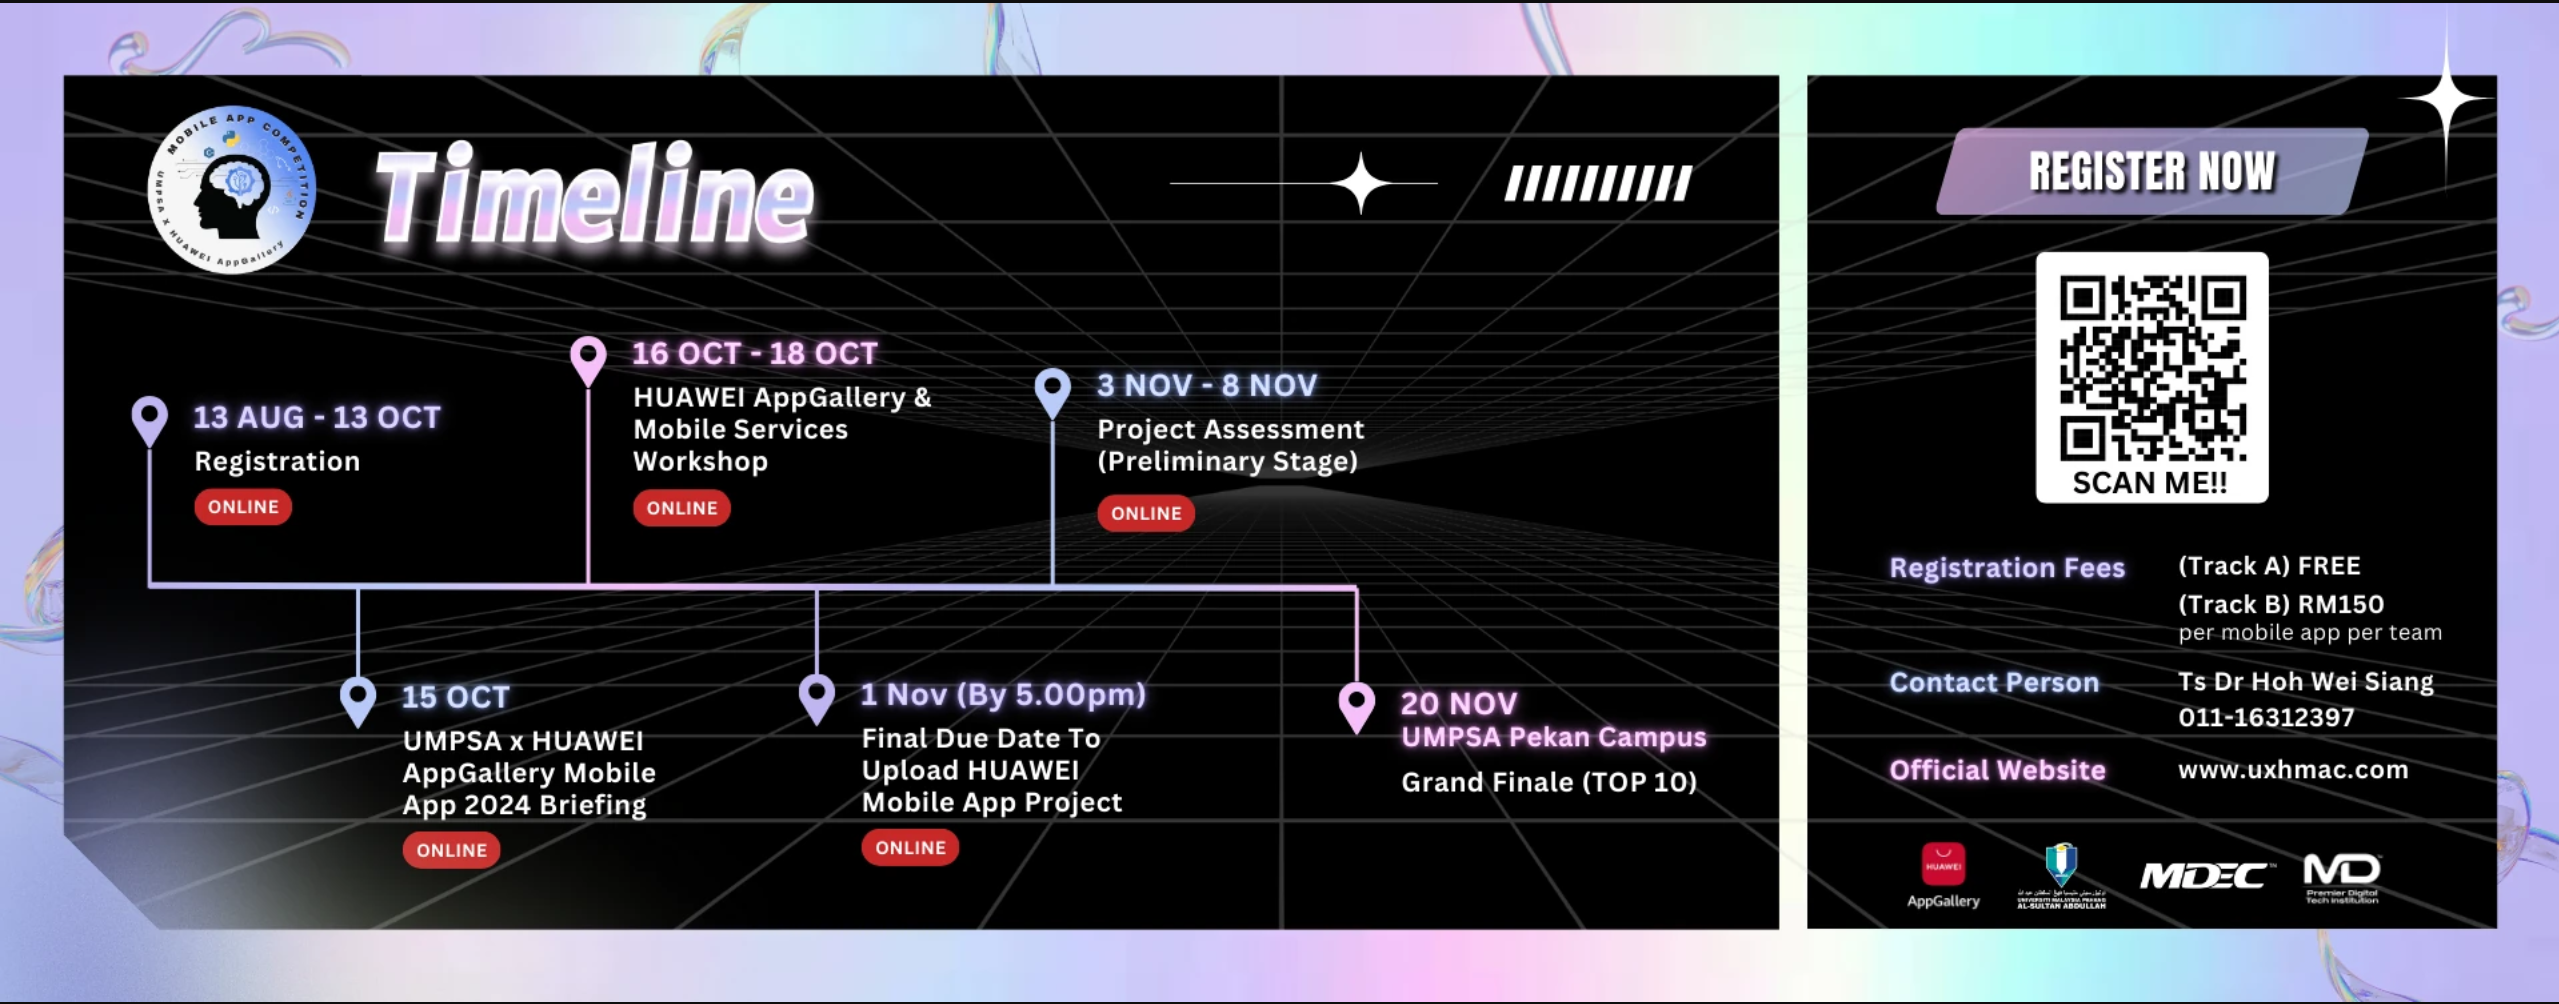 MOBILE APP COMPETITION
UMPSA X HUAWEI AppGallery
Timeline
13 AUG - 13 OCT
Registration
ONLINE
16 OCT - 18 OCT
HUAWEI AppGallery &
Mobile Services
Workshop
ONLINE
3 NOV - 8 NOV
Project Assessment
(Preliminary Stage)
ONLINE
15 OCT
UMPSA x HUAWEI
AppGallery Mobile
App 2024 Briefing
ONLINE
1 Nov (By 5.00pm)
Final Due Date To
Upload HUAWEI
Mobile App Project
ONLINE
20 NOV
UMPSA Pekan Campus
Grand Finale (TOP 10)
REGISTER NOW
SCAN ME!!
Registration Fees
(Track A) FREE
(Track B) RM150
per mobile app per team
Contact Person
Ts Dr Hoh Wei Siang
011-16312397
Official Website
www.uxhmac.com
HUAWEI
AppGallery
UNIVERSITI MALAYSIA PAHANG
AL-SULTAN ABDULLAH
MDEC™
MD
Premier Digital
Tech Institution